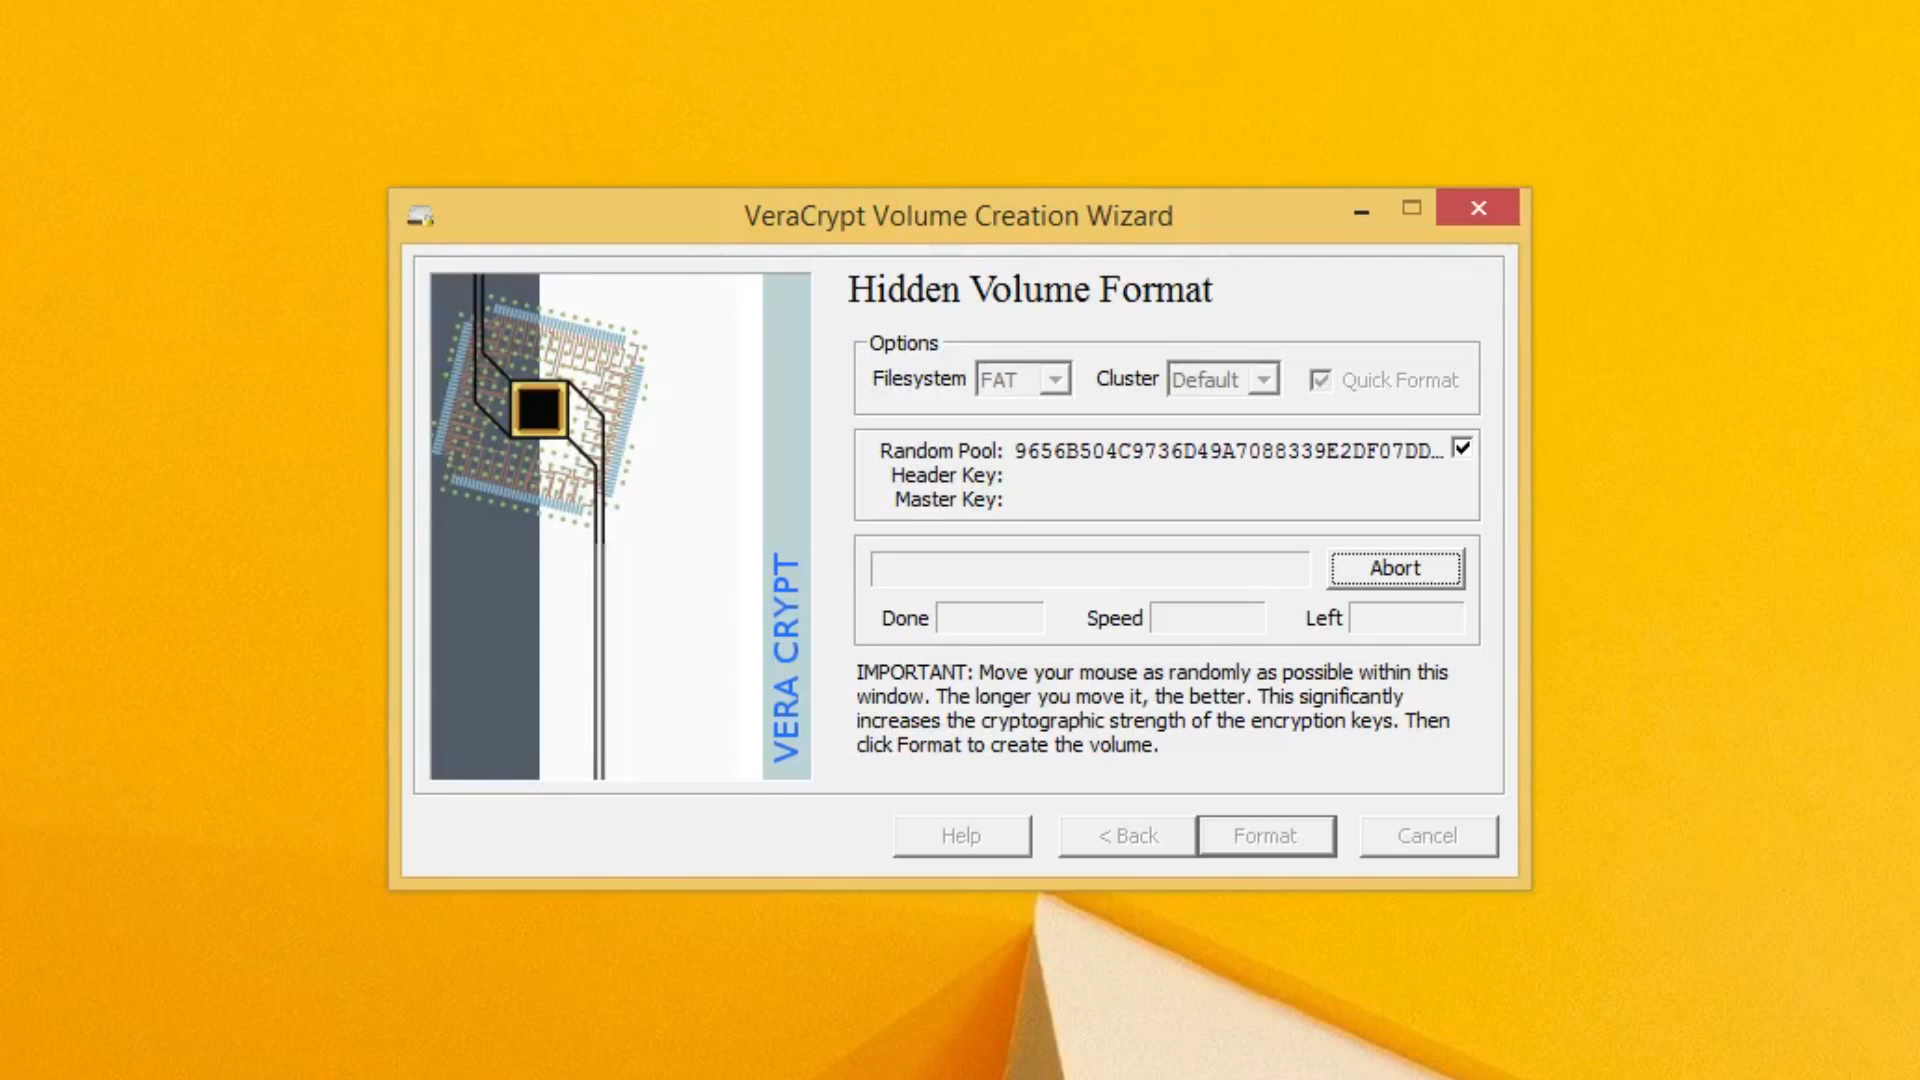 VeraCrypt Volume Creation Wizard
Hidden Volume Format
Options
Filesystem FAT Cluster Default Quick Format
Random Pool: 9656B504C9736D49A7088339E2DF07DD...
Header Key:
Master Key:
Abort
Done Speed Left
IMPORTANT: Move your mouse as randomly as possible within this
window. The longer you move it, the better. This significantly
increases the cryptographic strength of the encryption keys. Then
click Format to create the volume.
VERA CRYPT
Help < Back Format Cancel